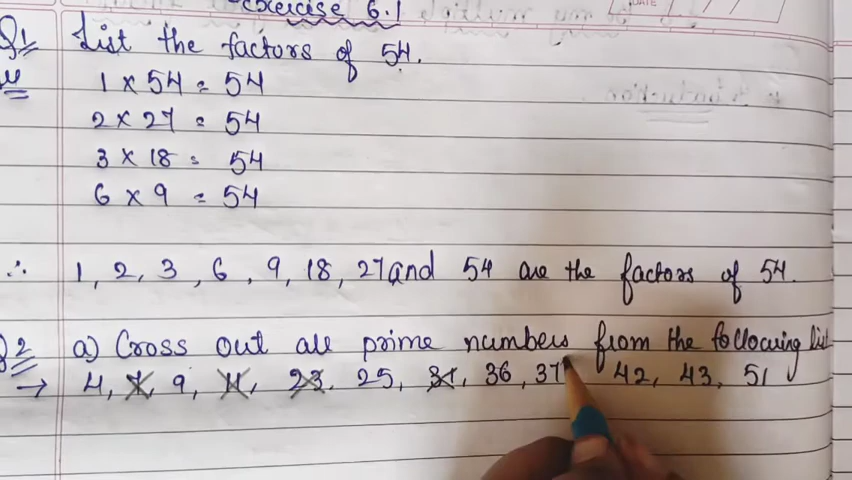 Exercise 6.1
Q1 List the factors of 54.
1 × 54 = 54
2 × 27 = 54
3 × 18 = 54
6 × 9 = 54
∴ 1, 2, 3, 6, 9, 18, 27 and 54 are the factors of 54.
Q2 a) Cross out all prime numbers from the following list
→ 4, 9, 11, 23, 25, 31, 36, 37 42, 43, 51